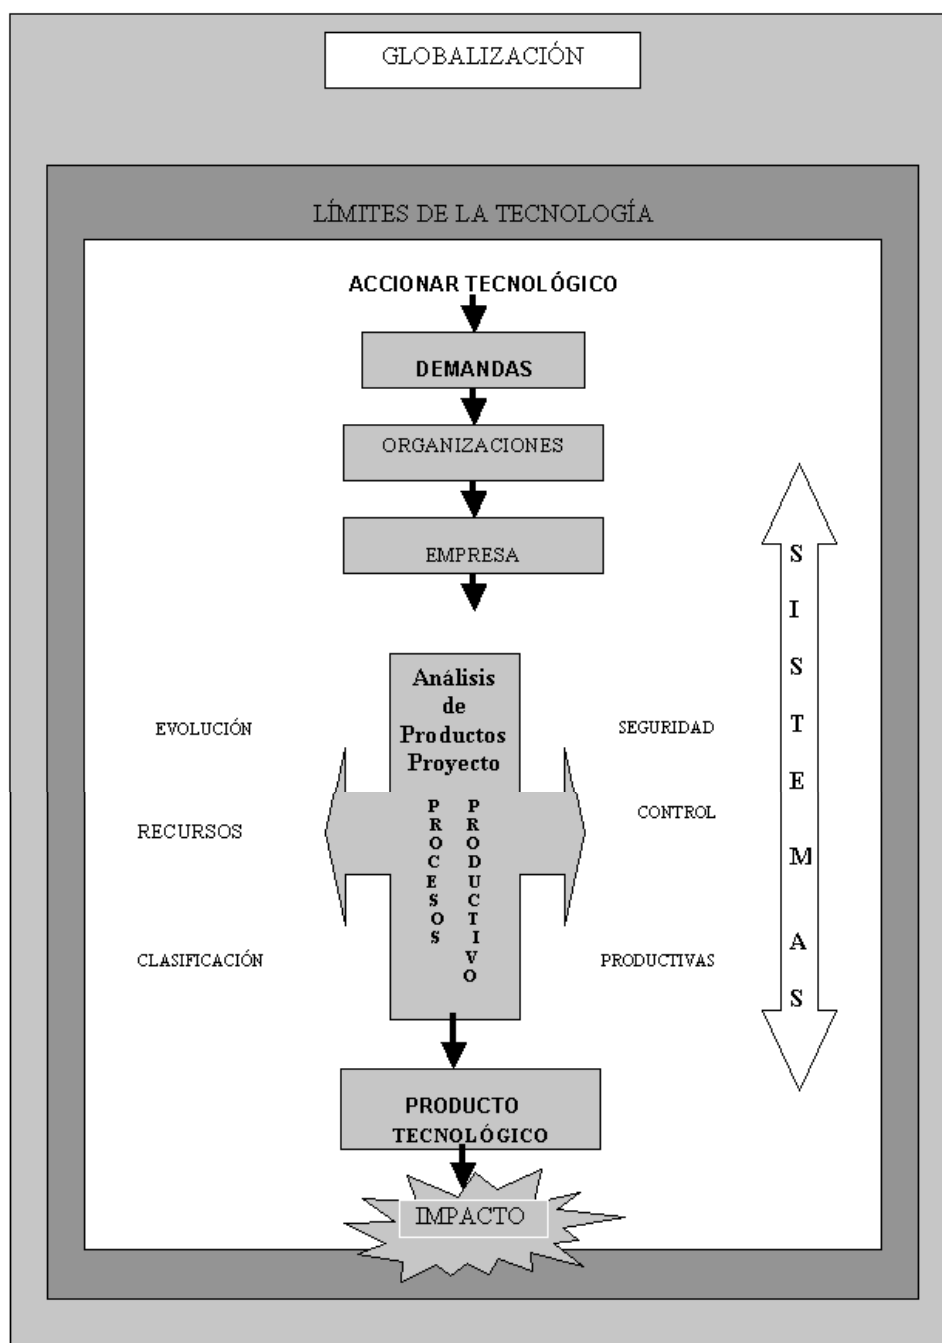 GLOBALIZACIÓN
LÍMITES DE LA TECNOLOGÍA
ACCIONAR TECNOLÓGICO
DEMANDAS
ORGANIZACIONES
EMPRESA
Análisis
de
Productos
Proyecto
PROCESOS
PRODUCTIVO
EVOLUCIÓN
RECURSOS
CLASIFICACIÓN
SEGURIDAD
CONTROL
PRODUCTIVAS
SISTEMAS
PRODUCTO
TECNOLÓGICO
IMPACTO